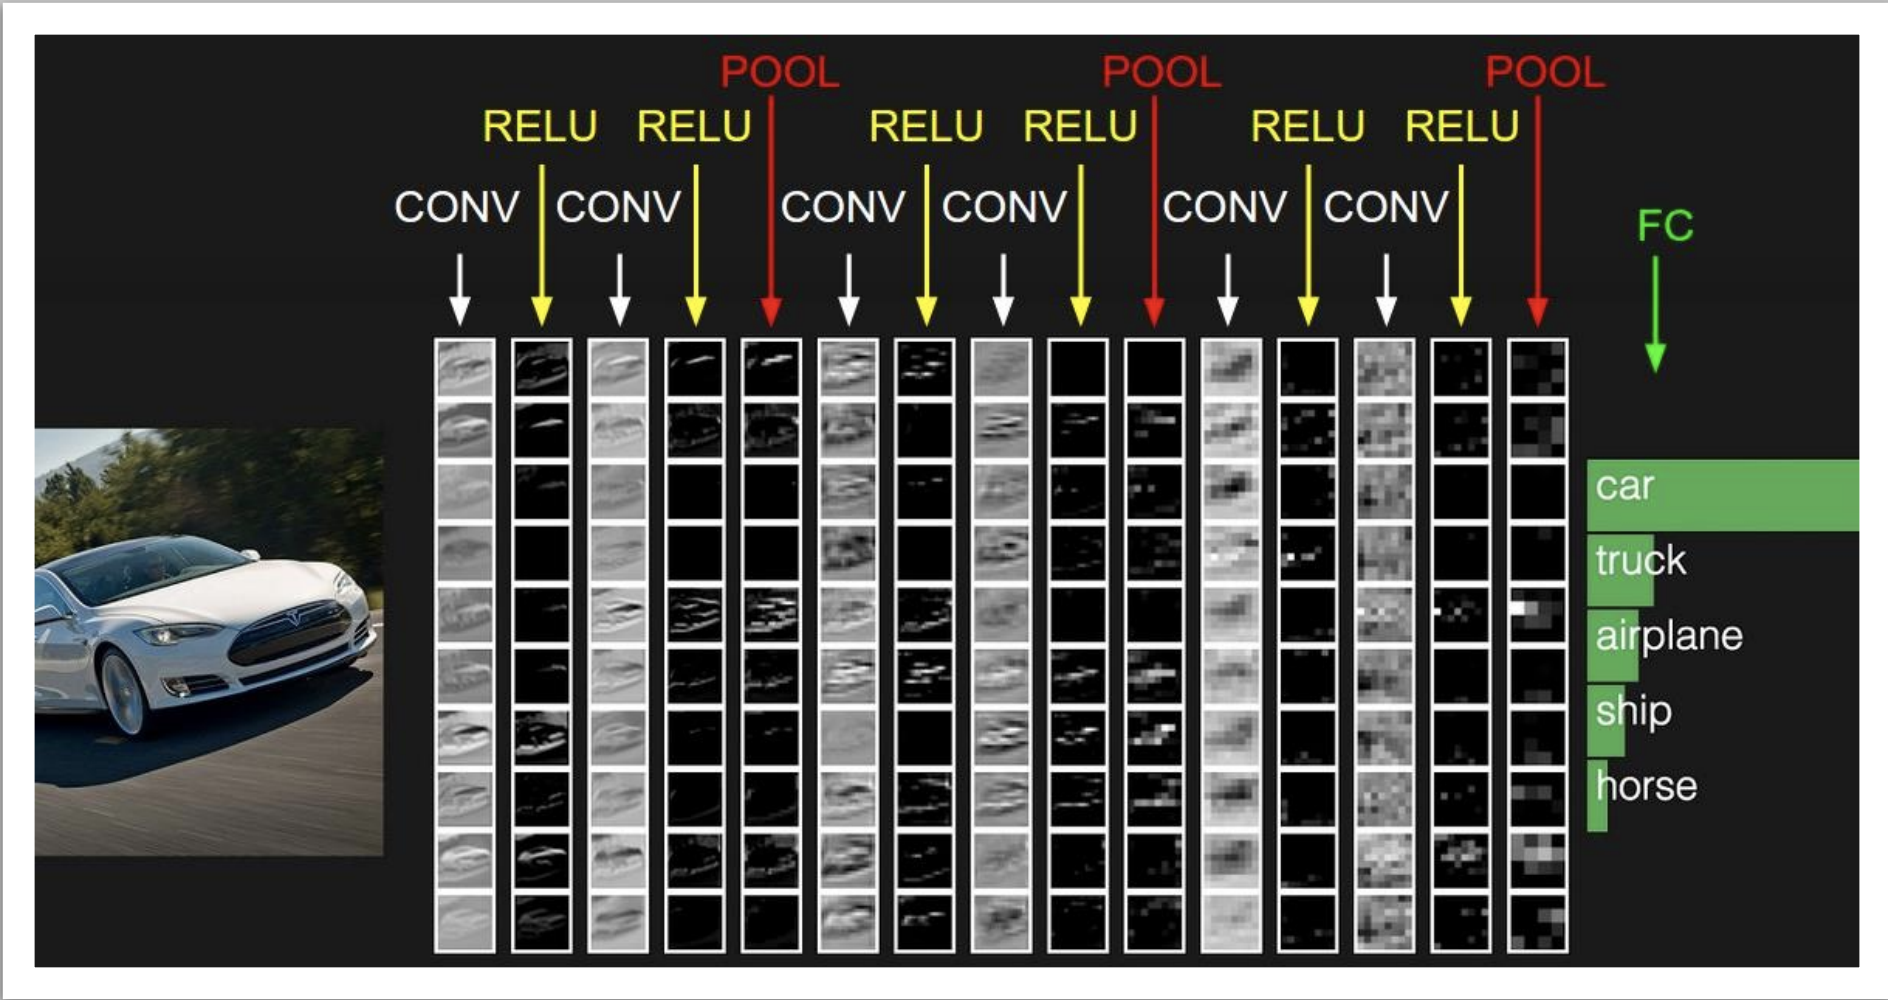 POOL POOL POOL
RELU RELU RELU RELU RELU RELU
CONV CONV CONV CONV CONV CONV
FC
car
truck
airplane
ship
horse